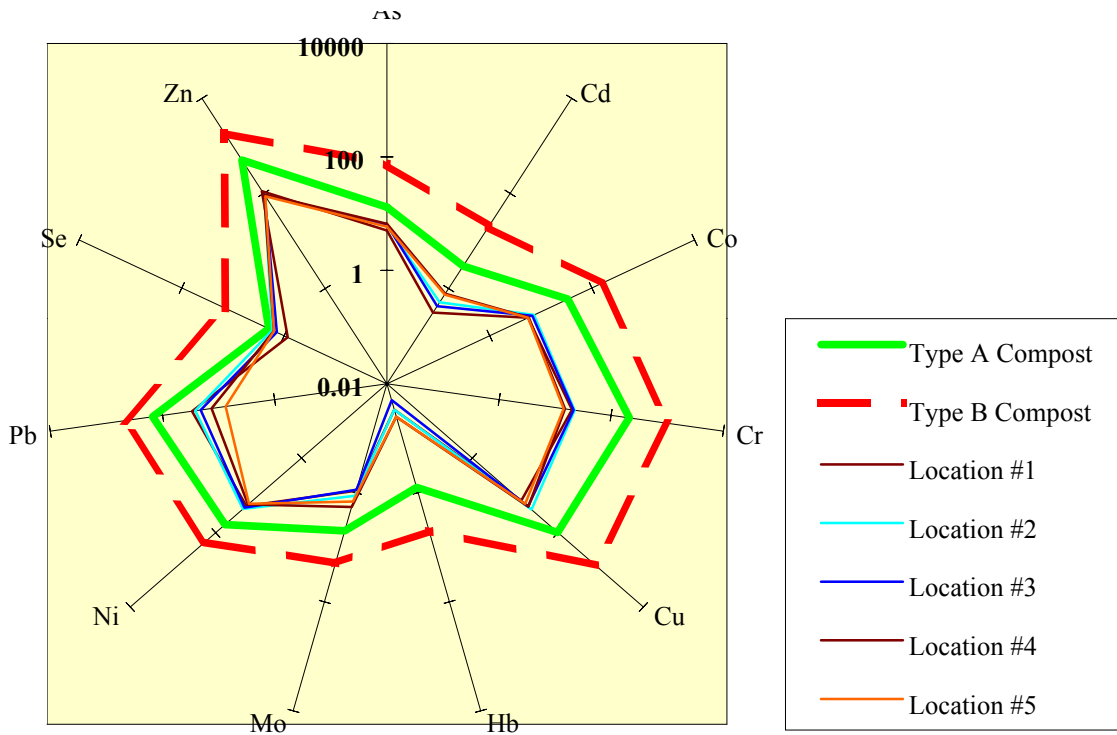 As
10000
Zn
Cd
100
Se
Co
1
0.01
Pb
Cr
Ni
Cu
Mo
Hb
Type A Compost
Type B Compost
Location #1
Location #2
Location #3
Location #4
Location #5